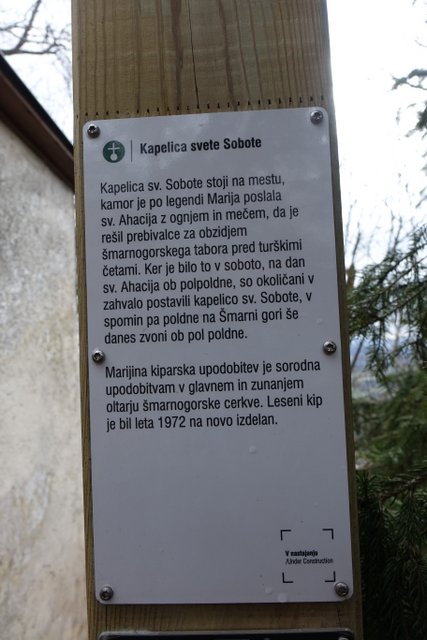 Kapelica svete Sobote
Kapelica sv. Sobote stoji na mestu,
kamor je po legendi Marija poslala
sv. Ahacija z ognjem in mečem, da je
rešil prebivalce za obzidjem
šmarnogorskega tabora pred turškimi
četami. Ker je bilo to v soboto, na dan
sv. Ahacija ob polpoldne, so okoličani v
zahvalo postavili kapelico sv. Sobote, v
spomin pa poldne na Šmarni gori še
danes zvoni ob pol poldne.
Marijina kiparska upodobitev je sorodna
upodobitvam v glavnem in zunanjem
oltarju šmarnogorske cerkve. Leseni kip
je bil leta 1972 na novo izdelan.
V nastajanju
/Under Construction